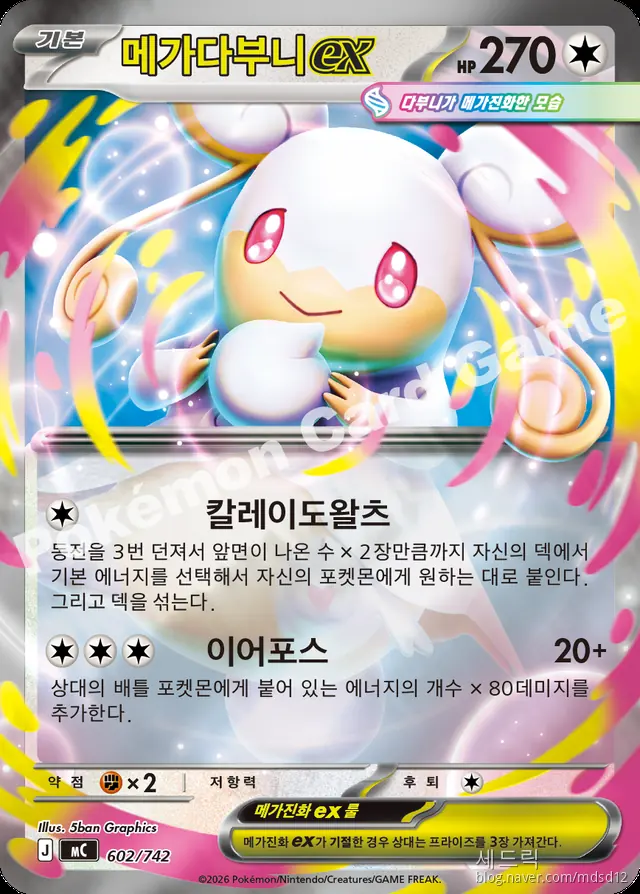 기본
메가다부니ex
HP 270
다부니가 메가진화한 모습
Pokémon Card Game
칼레이도왈츠
동전을 3번 던져서 앞면이 나온 수 × 2장만큼까지 자신의 덱에서
기본 에너지를 선택해서 자신의 포켓몬에게 원하는 대로 붙인다.
그리고 덱을 섞는다.
이어포스 20+
상대의 배틀 포켓몬에게 붙어 있는 에너지의 개수 × 80데미지를
추가한다.
약점 ×2 저항력 후퇴
메가진화 ex 룰
메가진화 ex가 기절한 경우 상대는 프라이즈를 3장 가져간다.
Illus. 5ban Graphics
J MC 602/742
©2026 Pokémon/Nintendo/Creatures/GAME FREAK.
세드릭
blog.naver.com/mdsd12